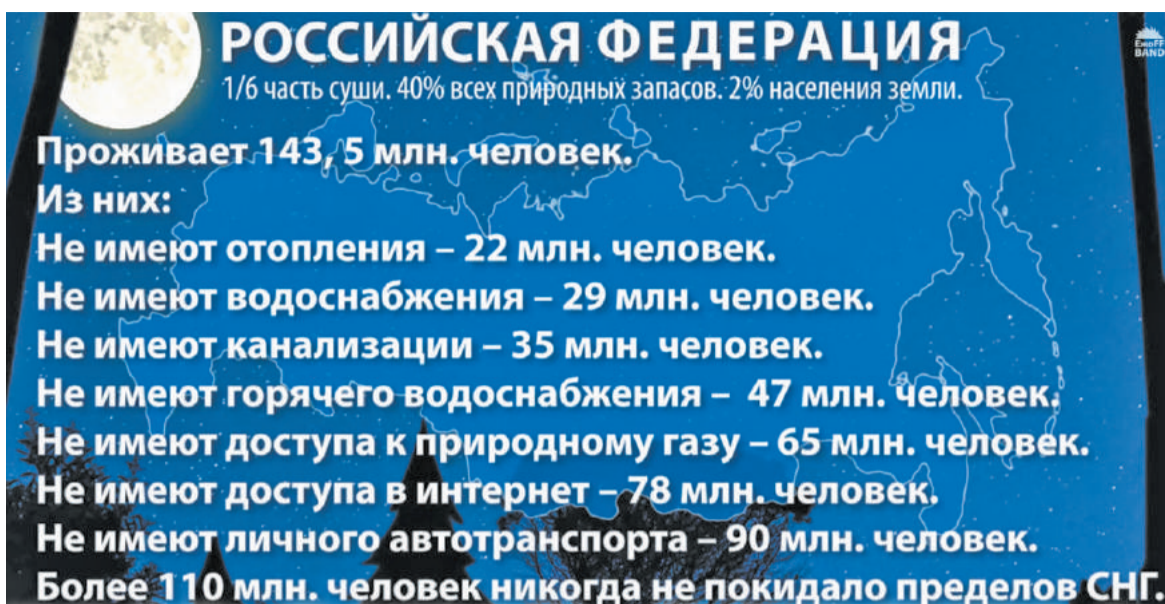 РОССИЙСКАЯ ФЕДЕРАЦИЯ
1/6 часть суши. 40% всех природных запасов. 2% населения земли.
Проживает 143, 5 млн. человек.
Из них:
Не имеют отопления – 22 млн. человек.
Не имеют водоснабжения – 29 млн. человек.
Не имеют канализации – 35 млн. человек.
Не имеют горячего водоснабжения – 47 млн. человек.
Не имеют доступа к природному газу – 65 млн. человек.
Не имеют доступа в интернет – 78 млн. человек.
Не имеют личного автотранспорта – 90 млн. человек.
Более 110 млн. человек никогда не покидало пределов СНГ.
BAND